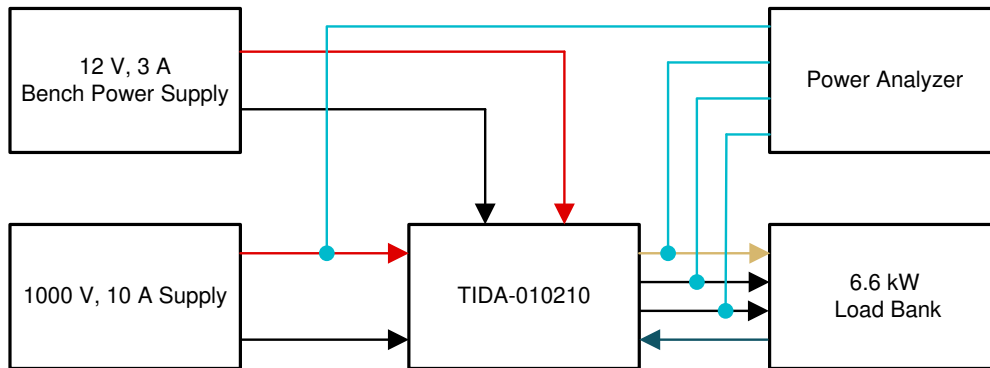 12 V, 3 A
Bench Power Supply
Power Analyzer
1000 V, 10 A Supply
TIDA-010210
6.6 kW
Load Bank